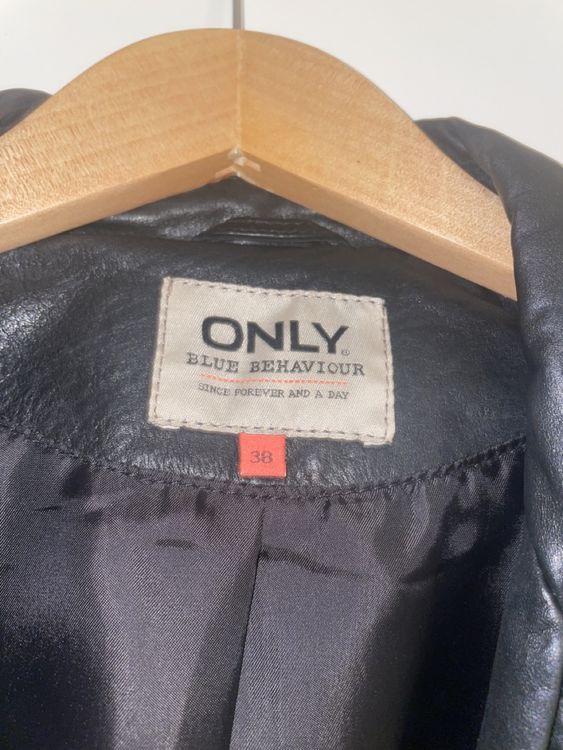 ONLY®
BLUE BEHAVIOUR
SINCE FOREVER AND A DAY
38